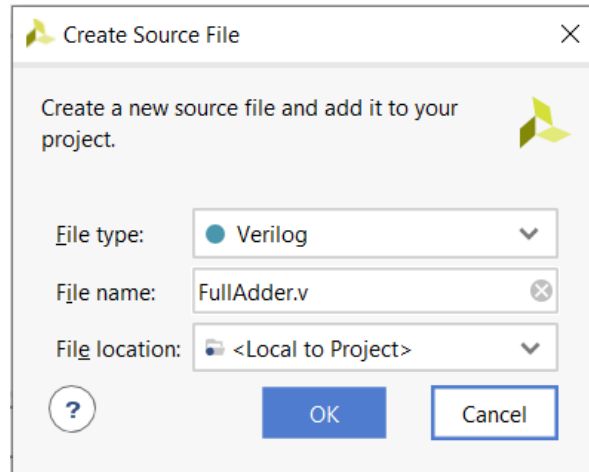 Create Source File
Create a new source file and add it to your
project.
File type: Verilog
File name: FullAdder.v
File location: <Local to Project>
? OK Cancel